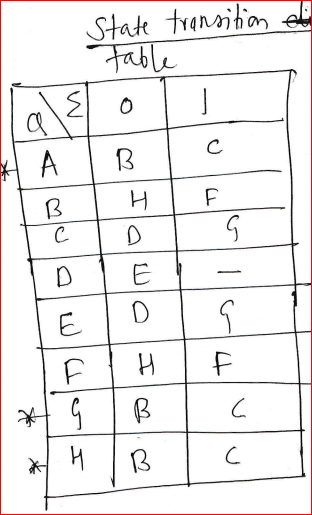 State transition
table
Q\Σ 0 1
* A B C
B H F
C D G
D E —
E D G
F H F
* G B C
* H B C